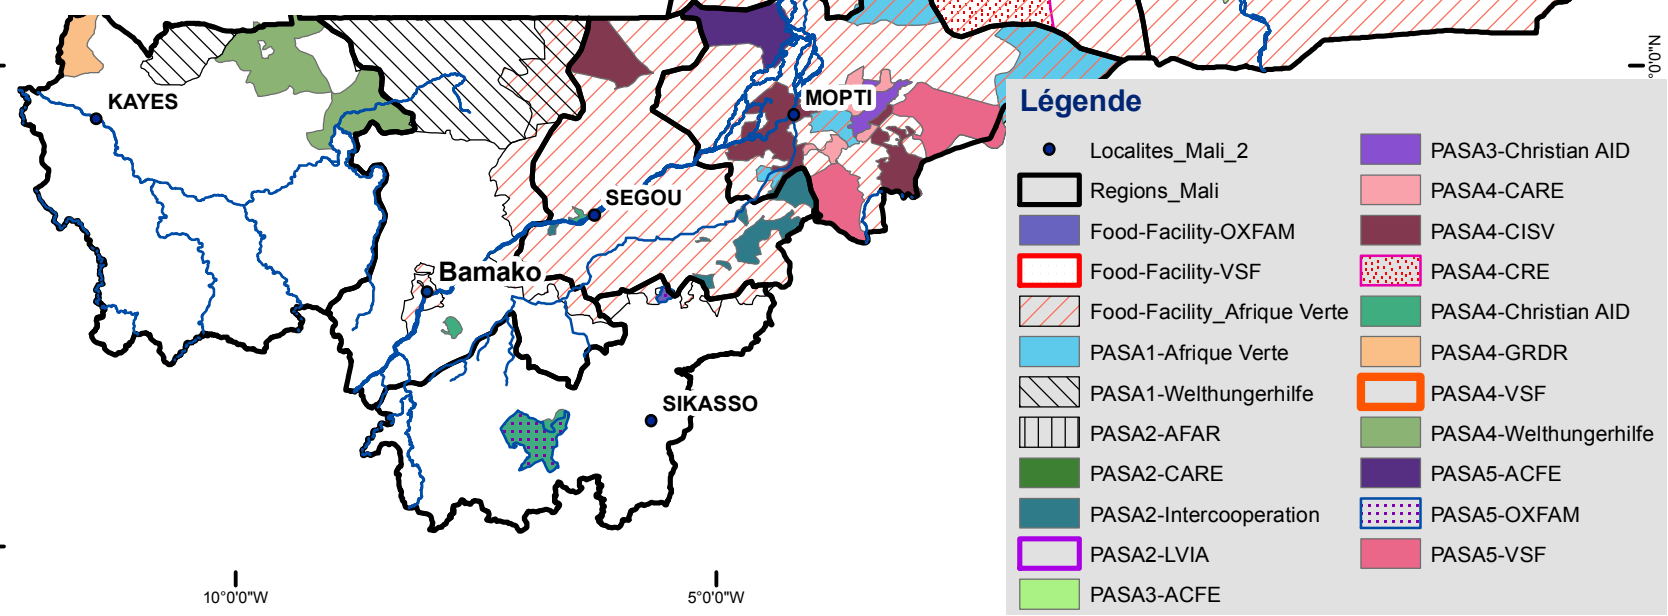 KAYES
MOPTI
SEGOU
Bamako
SIKASSO
10°0'0"W
5°0'0"W
0°0'0"N
Légende
Localites_Mali_2
Regions_Mali
Food-Facility-OXFAM
Food-Facility-VSF
Food-Facility_Afrique Verte
PASA1-Afrique Verte
PASA1-Welthungerhilfe
PASA2-AFAR
PASA2-CARE
PASA2-Intercooperation
PASA2-LVIA
PASA3-ACFE
PASA3-Christian AID
PASA4-CARE
PASA4-CISV
PASA4-CRE
PASA4-Christian AID
PASA4-GRDR
PASA4-VSF
PASA4-Welthungerhilfe
PASA5-ACFE
PASA5-OXFAM
PASA5-VSF